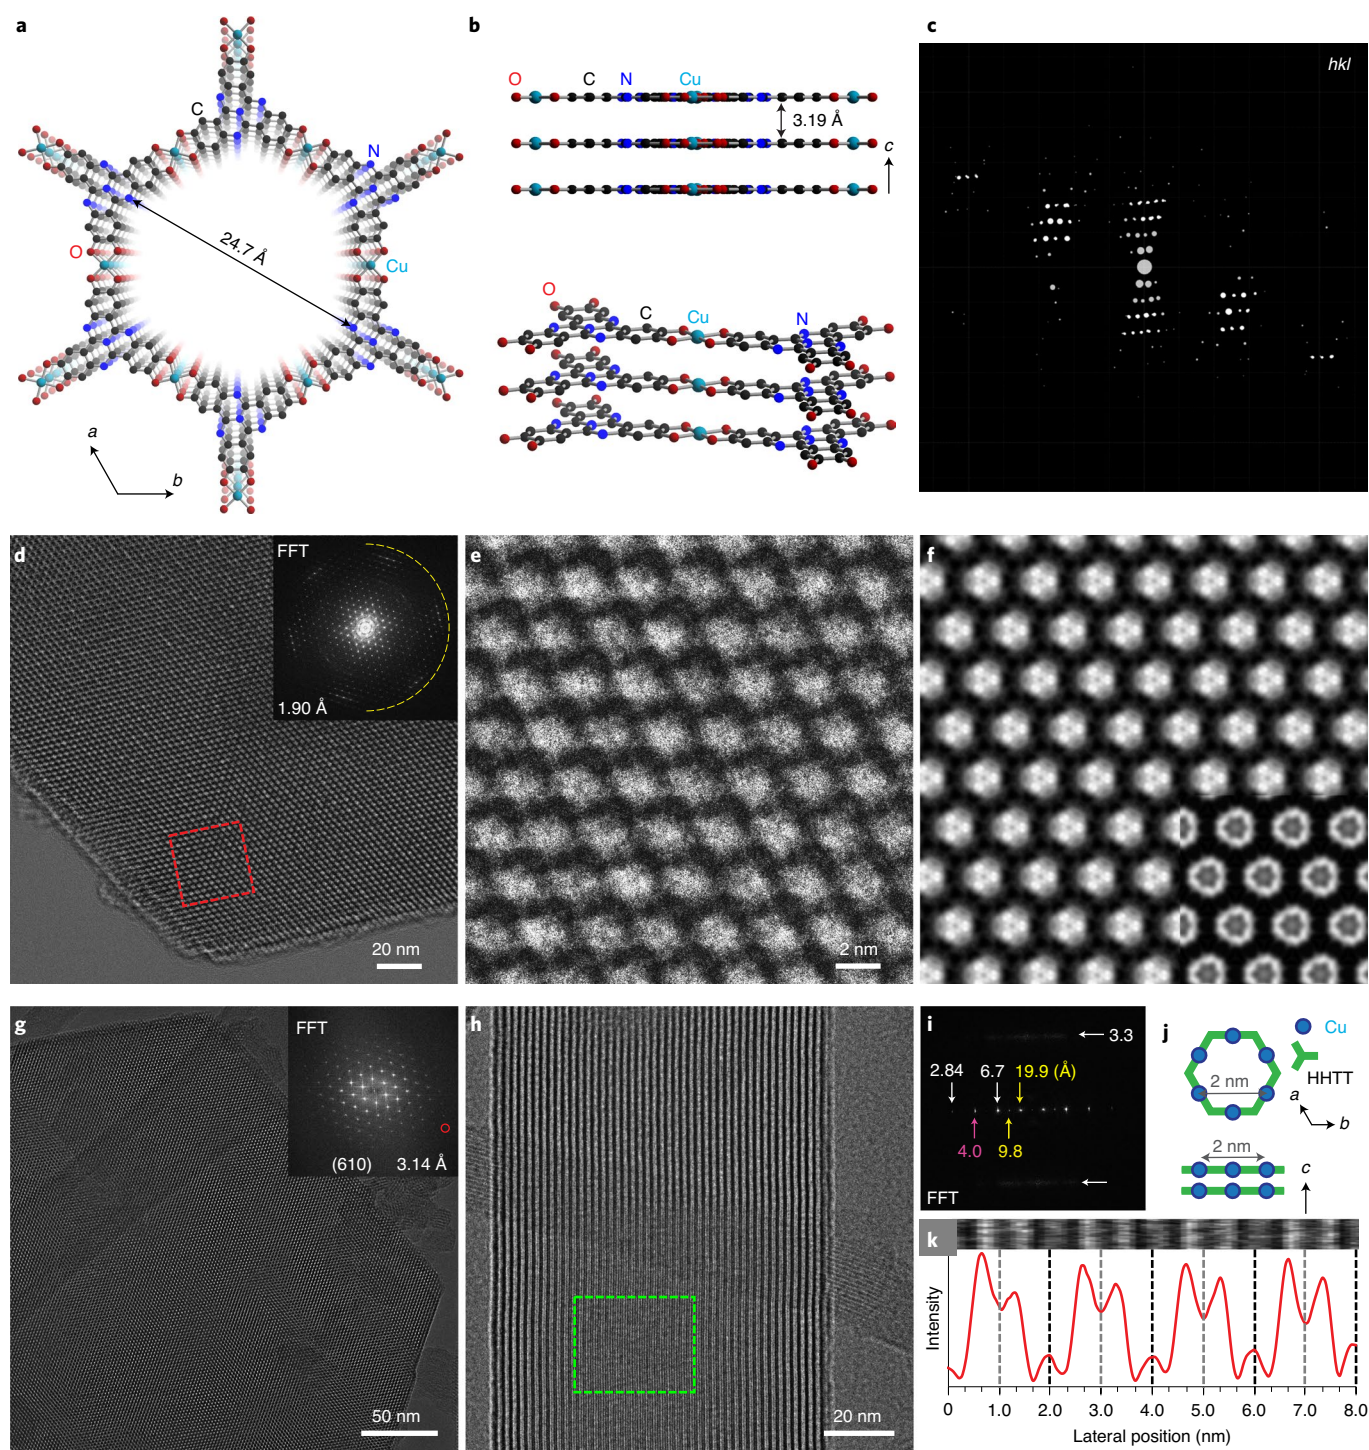 a
C
N
O
24.7 Å
Cu
a
b
b
O
C
N
Cu
3.19 Å
c
O
C
Cu
N
c
hkl
d
FFT
1.90 Å
20 nm
e
2 nm
f
g
FFT
(610)
3.14 Å
50 nm
h
20 nm
i
3.3
2.84
6.7
19.9 (Å)
4.0
9.8
FFT
j
Cu
HHTT
2 nm
a
b
2 nm
c
k
Intensity
0
1.0
2.0
3.0
4.0
5.0
6.0
7.0
8.0
Lateral position (nm)